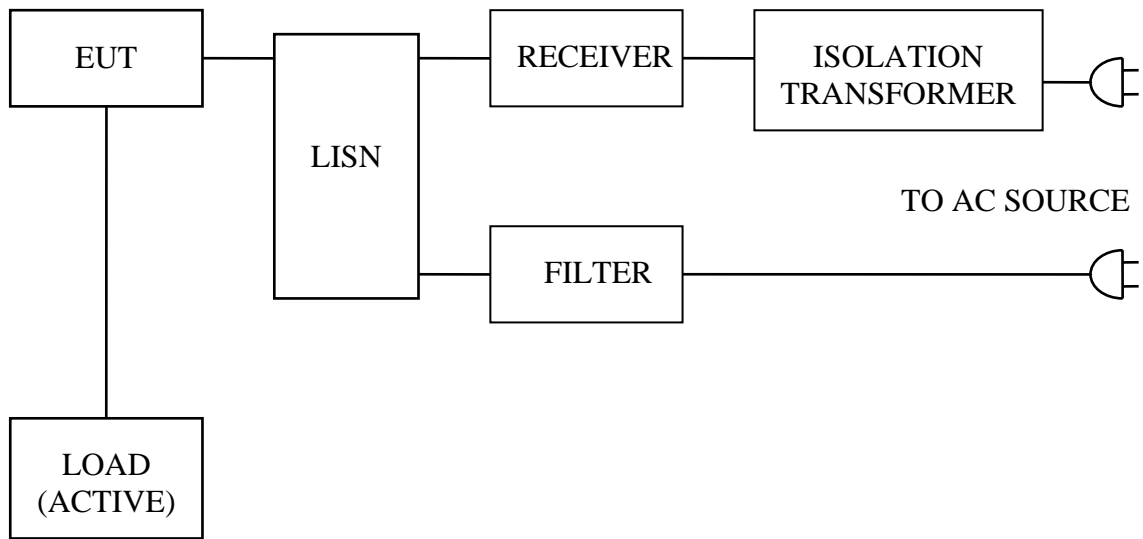 EUT
LISN
RECEIVER
ISOLATION
TRANSFORMER
TO AC SOURCE
FILTER
LOAD
(ACTIVE)